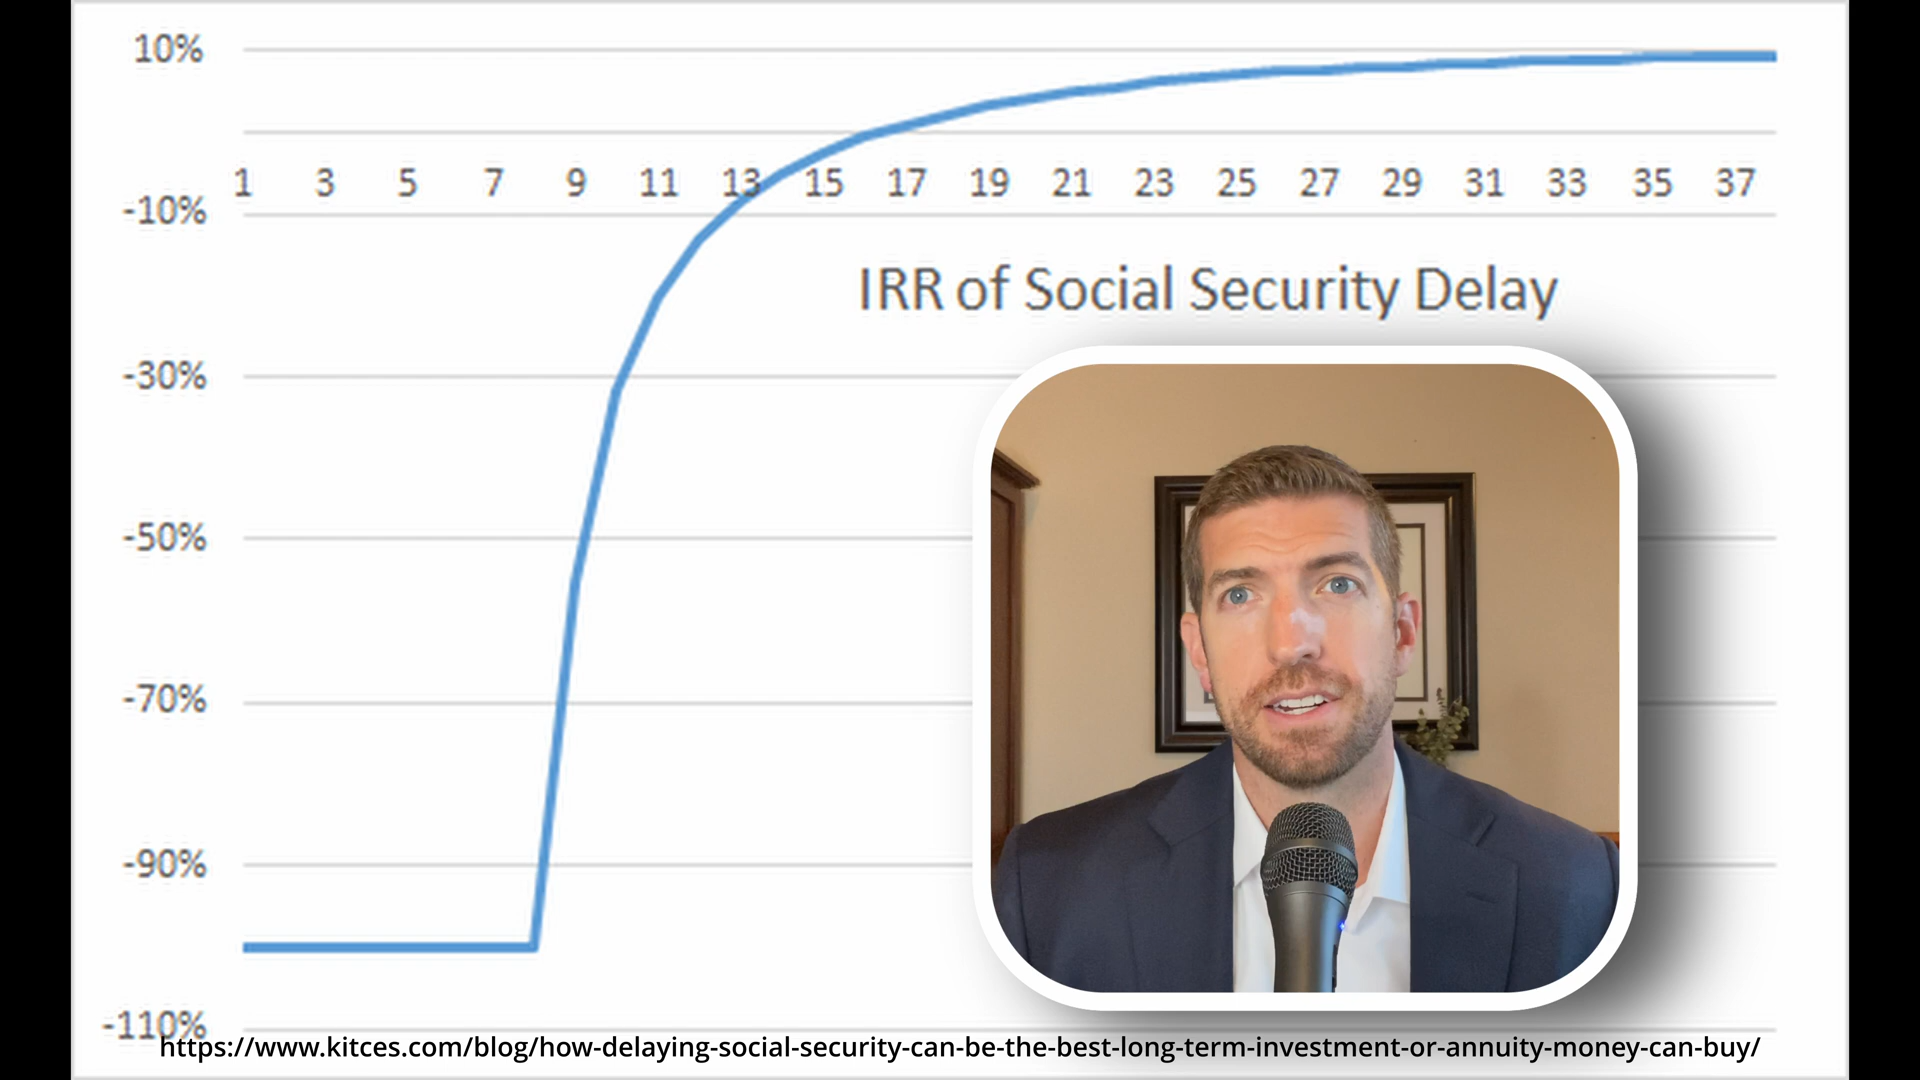 10%
1 3 5 7 9 11 13 15 17 19 21 23 25 27 29 31 33 35 37
-10%
IRR of Social Security Delay
-30%
-50%
-70%
-90%
-110%
https://www.kitces.com/blog/how-delaying-social-security-can-be-the-best-long-term-investment-or-annuity-money-can-buy/